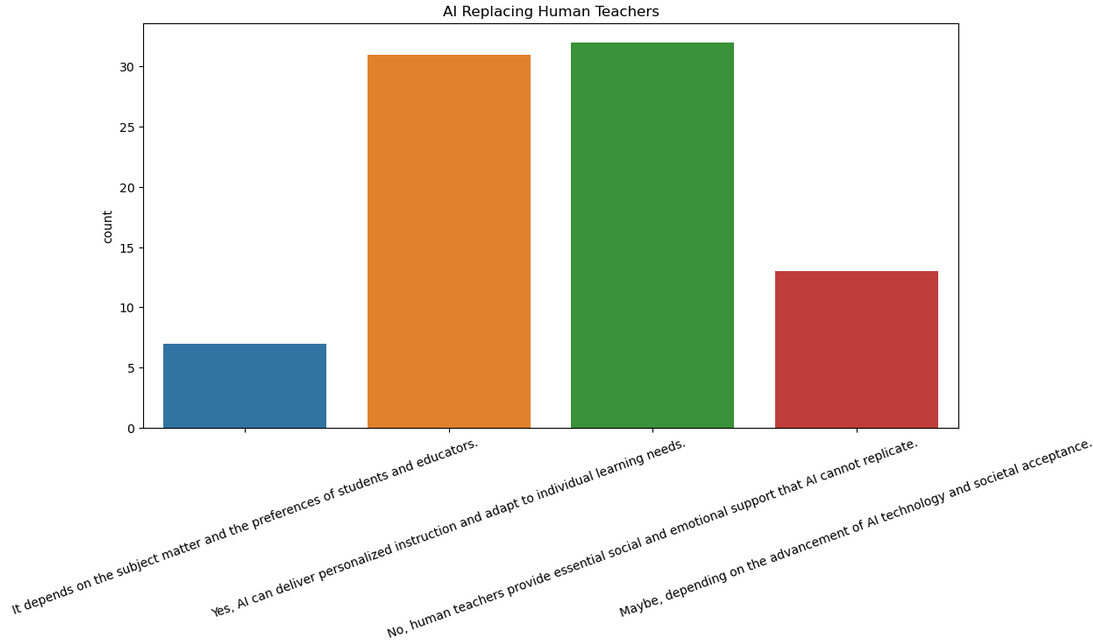 AI Replacing Human Teachers
count
30
25
20
15
10
5
0
It depends on the subject matter and the preferences of students and educators.
Yes, AI can deliver personalized instruction and adapt to individual learning needs.
No, human teachers provide essential social and emotional support that AI cannot replicate.
Maybe, depending on the advancement of AI technology and societal acceptance.